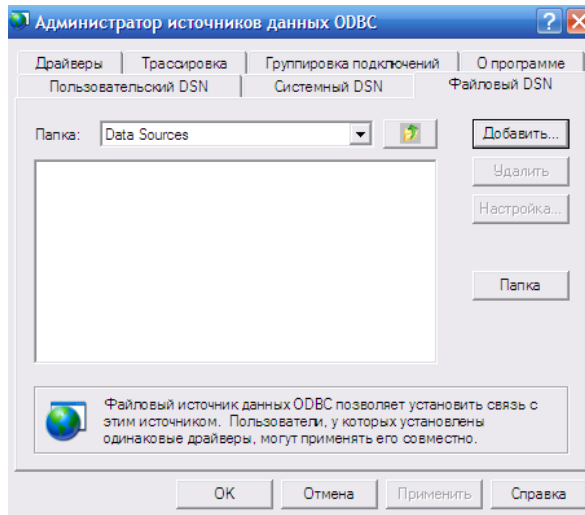 Администратор источников данных ODBC
Драйверы Трассировка Группировка подключений О программе
Пользовательский DSN Системный DSN Файловый DSN
Папка: Data Sources Добавить...
Удалить
Настройка...
Папка
Файловый источник данных ODBC позволяет установить связь с
этим источником. Пользователи, у которых установлены
одинаковые драйверы, могут применять его совместно.
OK Отмена Применить Справка